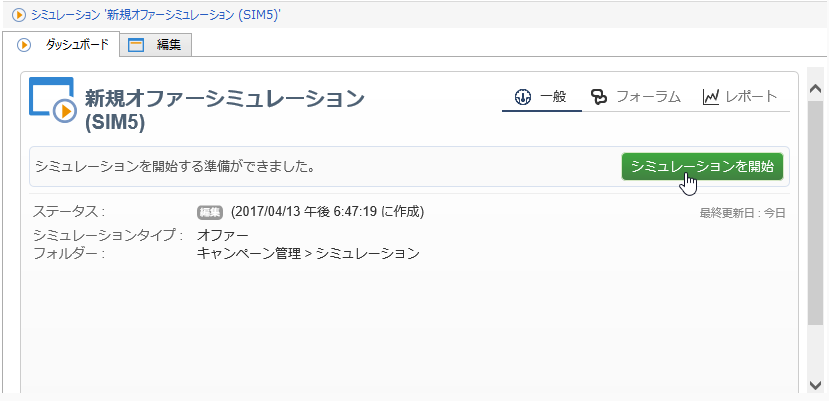 シミュレーション '新規オファーシミュレーション (SIM5)'
ダッシュボード 編集
新規オファーシミュレーション
(SIM5)
一般 フォーラム レポート
シミュレーションを開始する準備ができました。 シミュレーションを開始
ステータス : 編集 (2017/04/13 午後 6:47:19 に作成) 最終更新日 : 今日
シミュレーションタイプ : オファー
フォルダー : キャンペーン管理 > シミュレーション